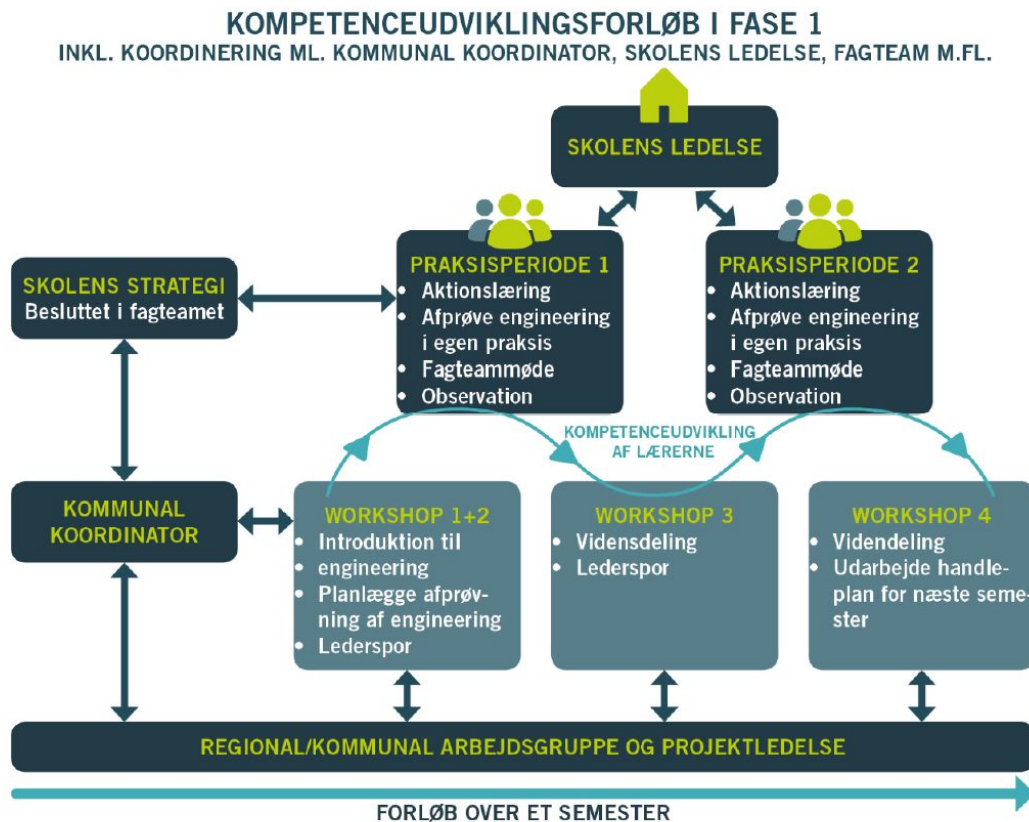 KOMPETENCEUDVIKLINGSFORLØB I FASE 1
INKL. KOORDINERING ML. KOMMUNAL KOORDINATOR, SKOLENS LEDELSE, FAGTEAM M.FL.
SKOLENS LEDELSE
PRAKSISPERIODE 1
• Aktionslæring
• Afprøve engineering
i egen praksis
• Fagteammøde
• Observation
PRAKSISPERIODE 2
• Aktionslæring
• Afprøve engineering
i egen praksis
• Fagteammøde
• Observation
SKOLENS STRATEGI
Besluttet i fagteamet
KOMPETENCEUDVIKLING
AF LÆRERNE
KOMMUNAL
KOORDINATOR
WORKSHOP 1+2
• Introduktion til
• engineering
• Planlægge afprøv-
ning af engineering
• Lederspor
WORKSHOP 3
• Vidensdeling
• Lederspor
WORKSHOP 4
• Videndeling
• Udarbejde handle-
plan for næste seme-
ster
REGIONAL/KOMMUNAL ARBEJDSGRUPPE OG PROJEKTLEDELSE
FORLØB OVER ET SEMESTER